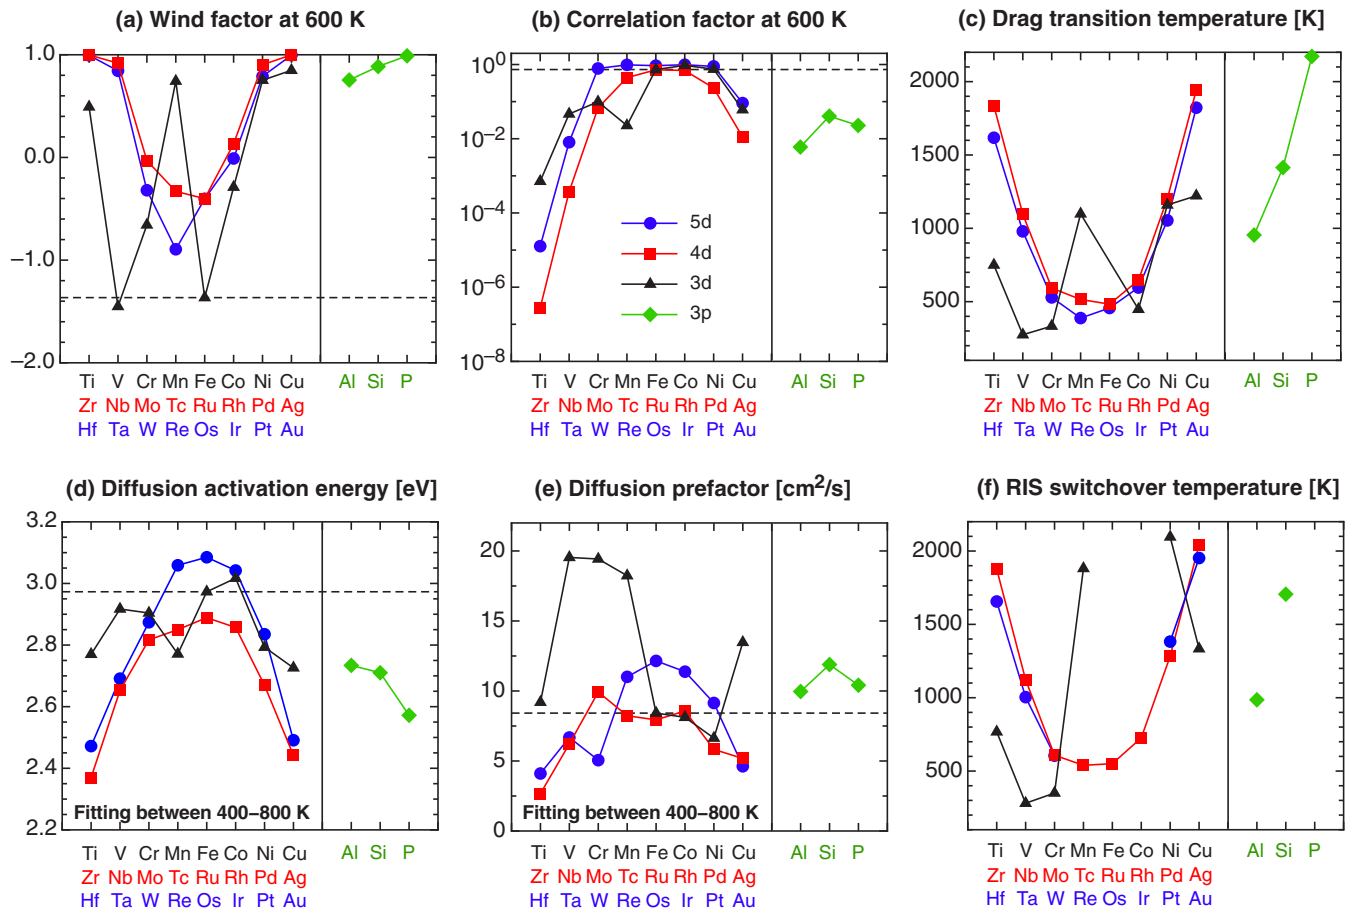 (a) Wind factor at 600 K
1.0
0.0
−1.0
−2.0
Ti V Cr Mn Fe Co Ni Cu Al Si P
Zr Nb Mo Tc Ru Rh Pd Ag
Hf Ta W Re Os Ir Pt Au
(b) Correlation factor at 600 K
10^0
10^−2
10^−4
10^−6
10^−8
5d
4d
3d
3p
Ti V Cr Mn Fe Co Ni Cu Al Si P
Zr Nb Mo Tc Ru Rh Pd Ag
Hf Ta W Re Os Ir Pt Au
(c) Drag transition temperature [K]
2000
1500
1000
500
Ti V Cr Mn Fe Co Ni Cu Al Si P
Zr Nb Mo Tc Ru Rh Pd Ag
Hf Ta W Re Os Ir Pt Au
(d) Diffusion activation energy [eV]
3.2
3.0
2.8
2.6
2.4
2.2
Fitting between 400–800 K
Ti V Cr Mn Fe Co Ni Cu Al Si P
Zr Nb Mo Tc Ru Rh Pd Ag
Hf Ta W Re Os Ir Pt Au
(e) Diffusion prefactor [cm²/s]
20
15
10
5
0
Fitting between 400–800 K
Ti V Cr Mn Fe Co Ni Cu Al Si P
Zr Nb Mo Tc Ru Rh Pd Ag
Hf Ta W Re Os Ir Pt Au
(f) RIS switchover temperature [K]
2000
1500
1000
500
Ti V Cr Mn Fe Co Ni Cu Al Si P
Zr Nb Mo Tc Ru Rh Pd Ag
Hf Ta W Re Os Ir Pt Au